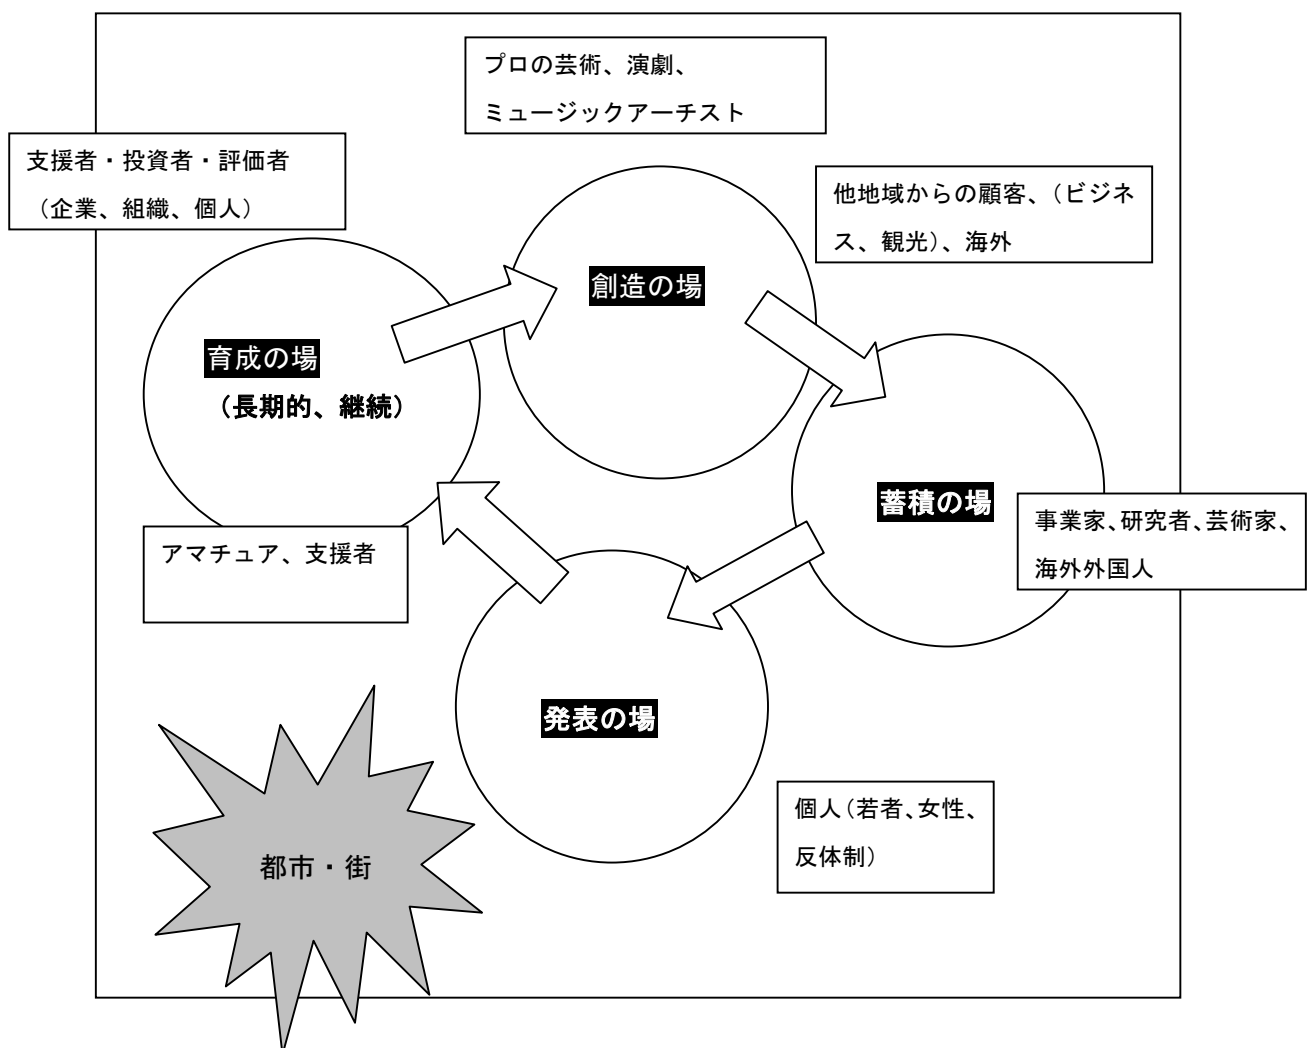 プロの芸術、演劇、
ミュージックアーチスト
支援者・投資者・評価者
（企業、組織、個人）
他地域からの顧客、（ビジネ
ス、観光）、海外
創造の場
育成の場
（長期的、継続）
蓄積の場
事業家、研究者、芸術家、
海外外国人
アマチュア、支援者
発表の場
個人（若者、女性、
反体制）
都市・街